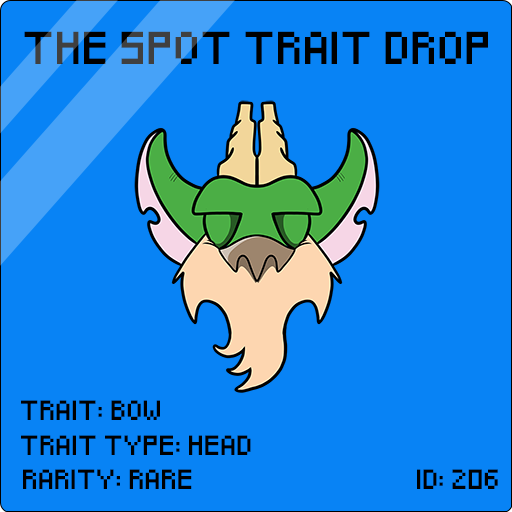 THE SPOT TRAIT DROP
TRAIT: BOW
TRAIT TYPE: HEAD
RARITY: RARE
ID: 206